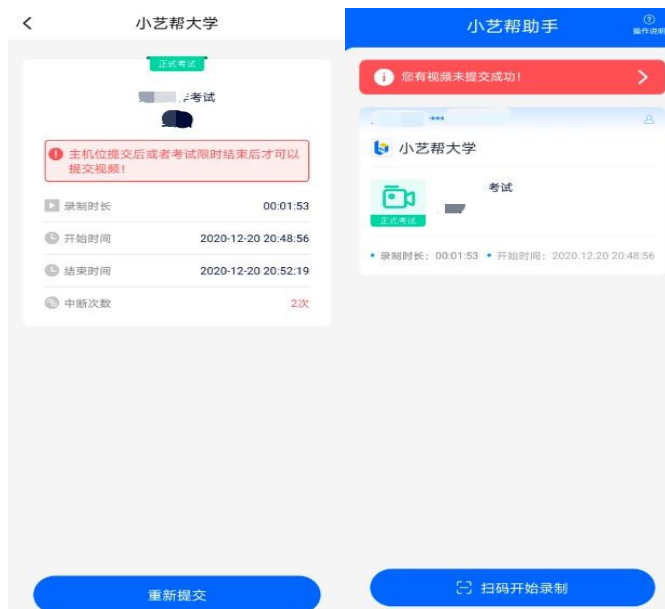 小艺帮大学
正式考试
考试
主机位提交后或者考试限时结束后才可以
提交视频!
录制时长 00:01:53
开始时间 2020-12-20 20:48:56
结束时间 2020-12-20 20:52:19
中断次数 2次
重新提交
小艺帮助手
操作说明
您有视频未提交成功!
***
小艺帮大学
考试
正式考试
• 录制时长: 00:01:53 • 开始时间: 2020.12.20 20:48:56
扫码开始录制